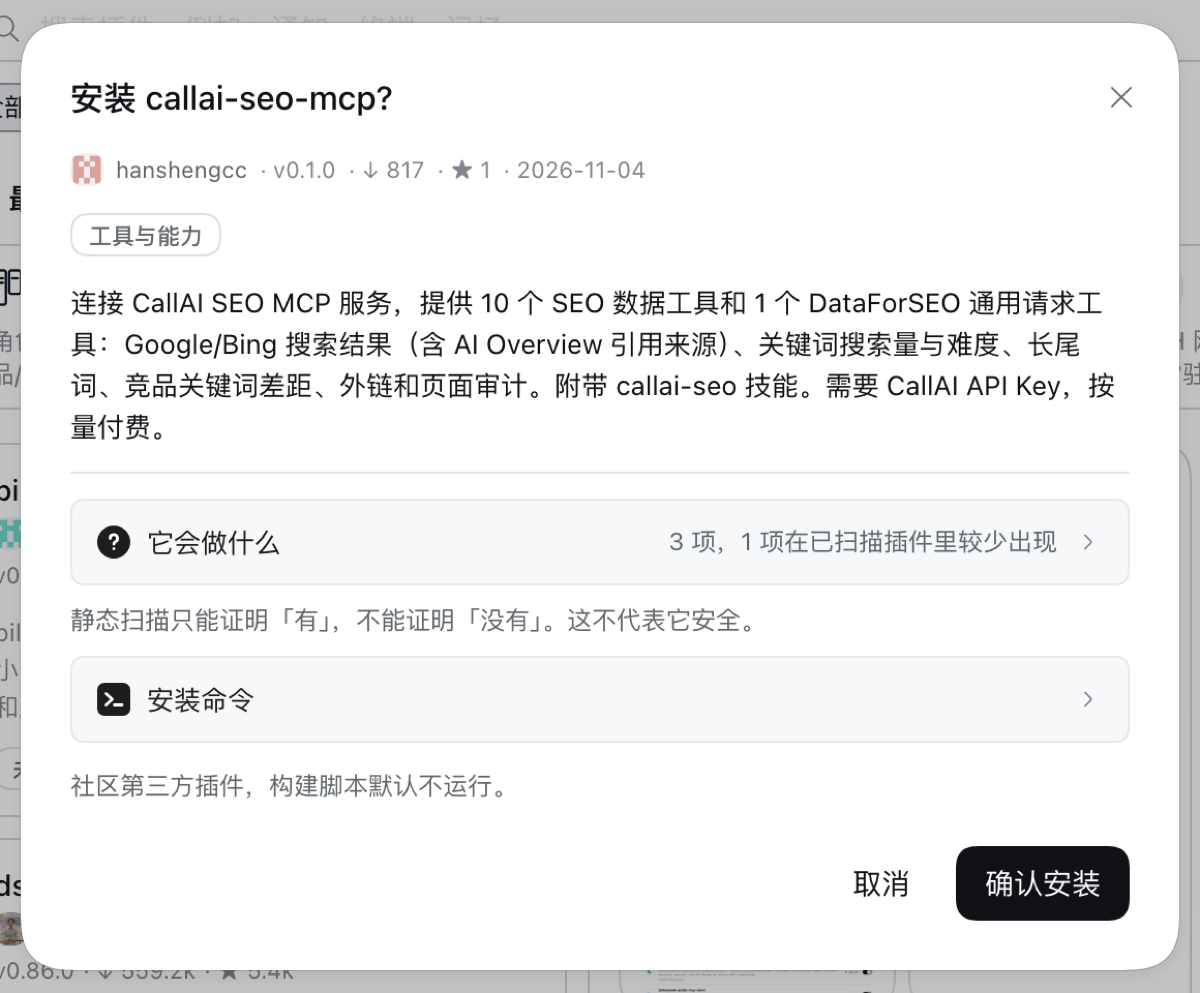 安装 callai-seo-mcp?
hanshengcc · v0.1.0 · ↓ 817 · ★ 1 · 2026-11-04
工具与能力
连接 CallAI SEO MCP 服务，提供 10 个 SEO 数据工具和 1 个 DataForSEO 通用请求工
具：Google/Bing 搜索结果（含 AI Overview 引用来源）、关键词搜索量与难度、长尾
词、竞品关键词差距、外链和页面审计。附带 callai-seo 技能。需要 CallAI API Key，按
量付费。
它会做什么
3 项，1 项在已扫描插件里较少出现
静态扫描只能证明「有」，不能证明「没有」。这不代表它安全。
安装命令
社区第三方插件，构建脚本默认不运行。
取消
确认安装
v0.86.0 · ↓ 559.2k · ★ 5.4k